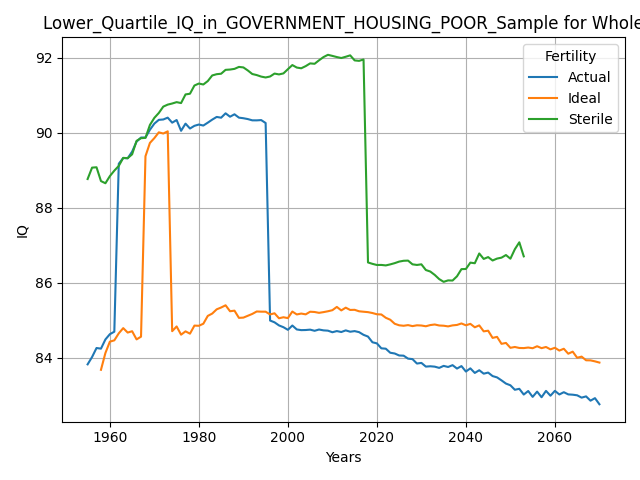 Lower_Quartile_IQ_in_GOVERNMENT_HOUSING_POOR_Sample for Whole
Fertility
Actual
Ideal
Sterile
92
90
88
86
84
IQ
1960
1980
2000
2020
2040
2060
Years